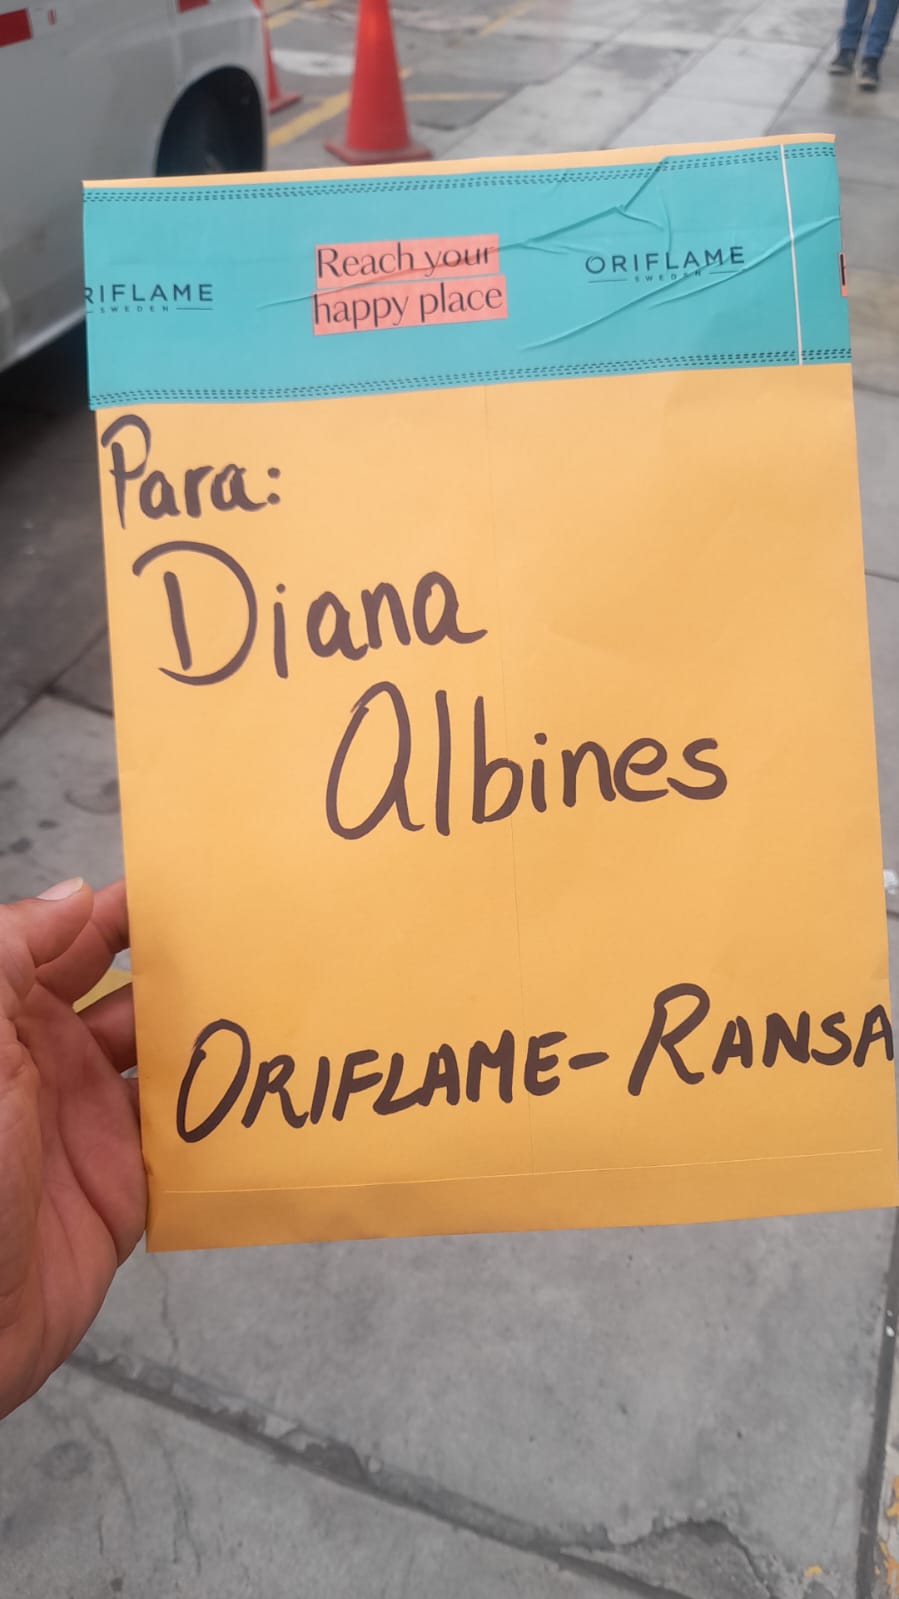 RIFLAME
SWEDEN
Reach your
happy place
ORIFLAME
SWEDEN
Para:
Diana
Albines
ORIFLAME-RANSA